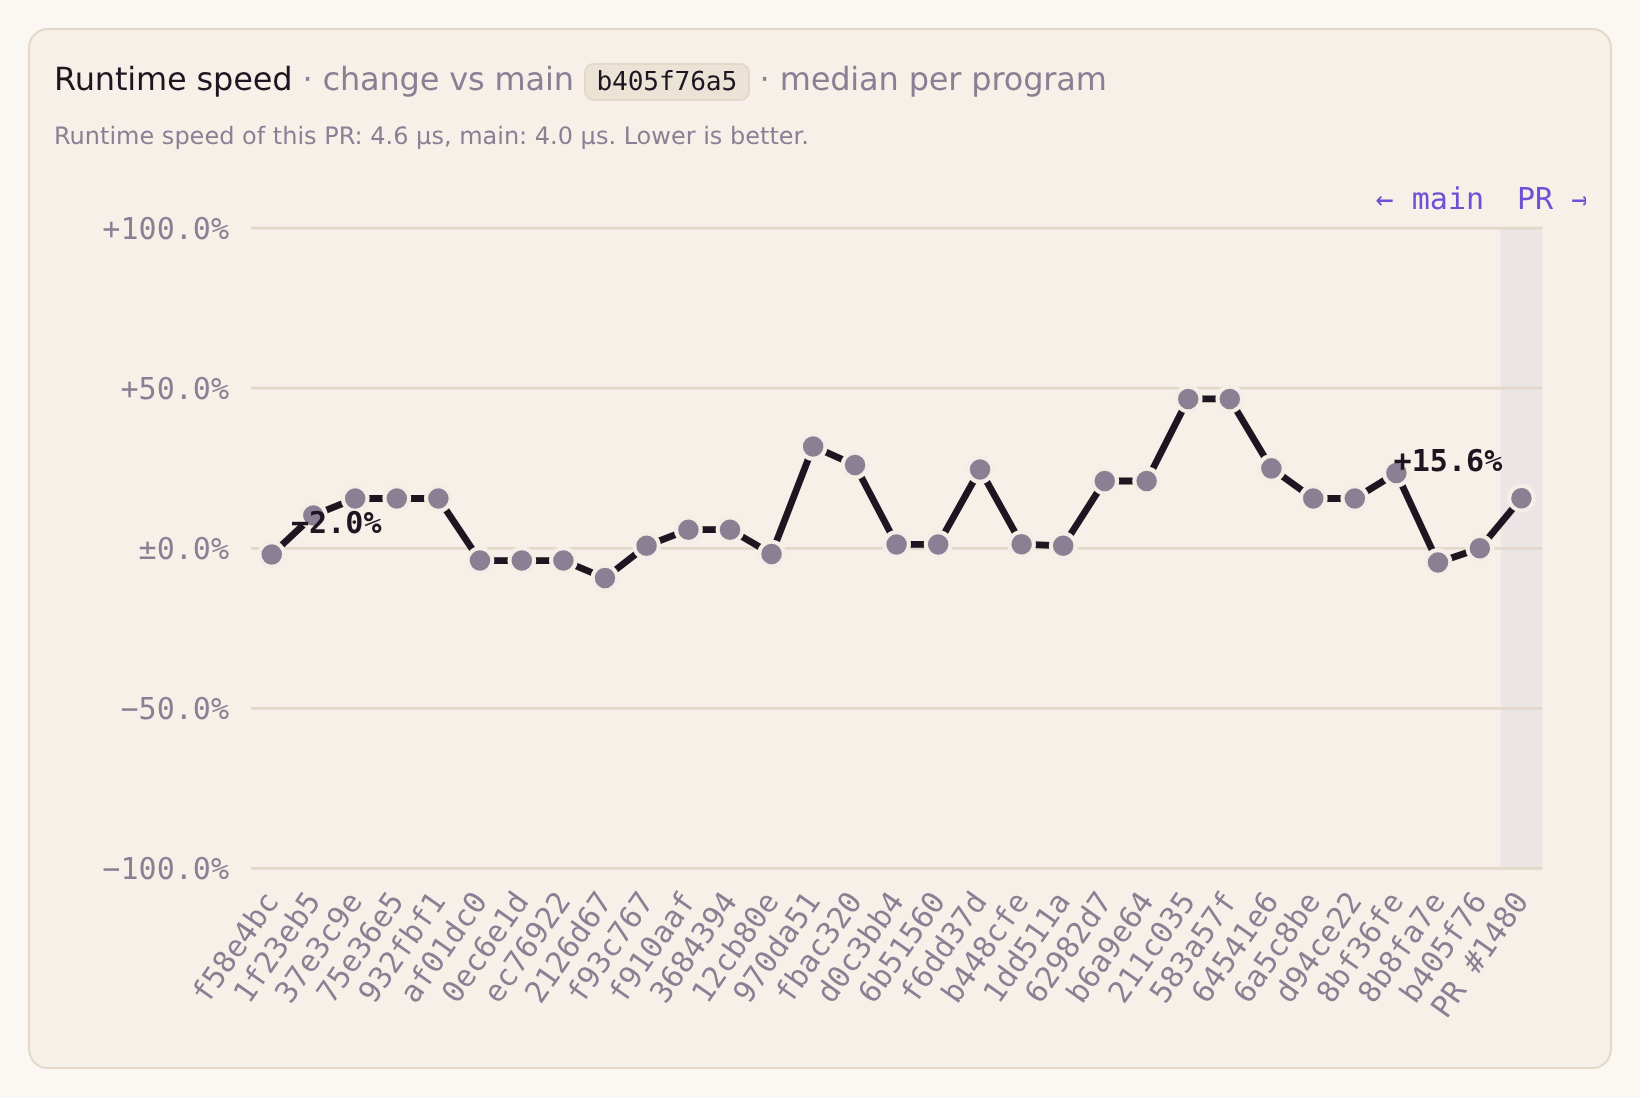 Runtime speed · change vs main b405f76a5 · median per program
Runtime speed of this PR: 4.6 µs, main: 4.0 µs. Lower is better.
← main PR →
+100.0%
+50.0%
±0.0%
−50.0%
−100.0%
−2.0%
+15.6%
f58e4bc
1f23eb5
37e3c9e
75e36e5
932fbf1
af01dc0
0ec6e1d
ec76922
2126d67
f93c767
f910aaf
3684394
12cb80e
970da51
fbac320
d0c3bb4
6b51560
f6dd37d
b448cfe
1dd511a
62982d7
b6a9e64
211c035
583a57f
64541e6
6a5c8be
d94ce22
8bf36fe
8b8fa7e
b405f76
PR #1480